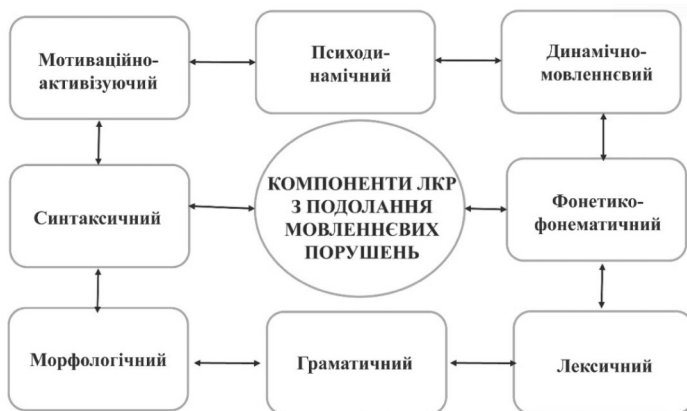 Мотиваційно-
активізуючий
Психоди-
намічний
Динамічно-
мовленнєвий
Синтаксичний
КОМПОНЕНТИ ЛКР
З ПОДОЛАННЯ
МОВЛЕННЄВИХ
ПОРУШЕНЬ
Фонетико-
фонематичний
Морфологічний
Граматичний
Лексичний